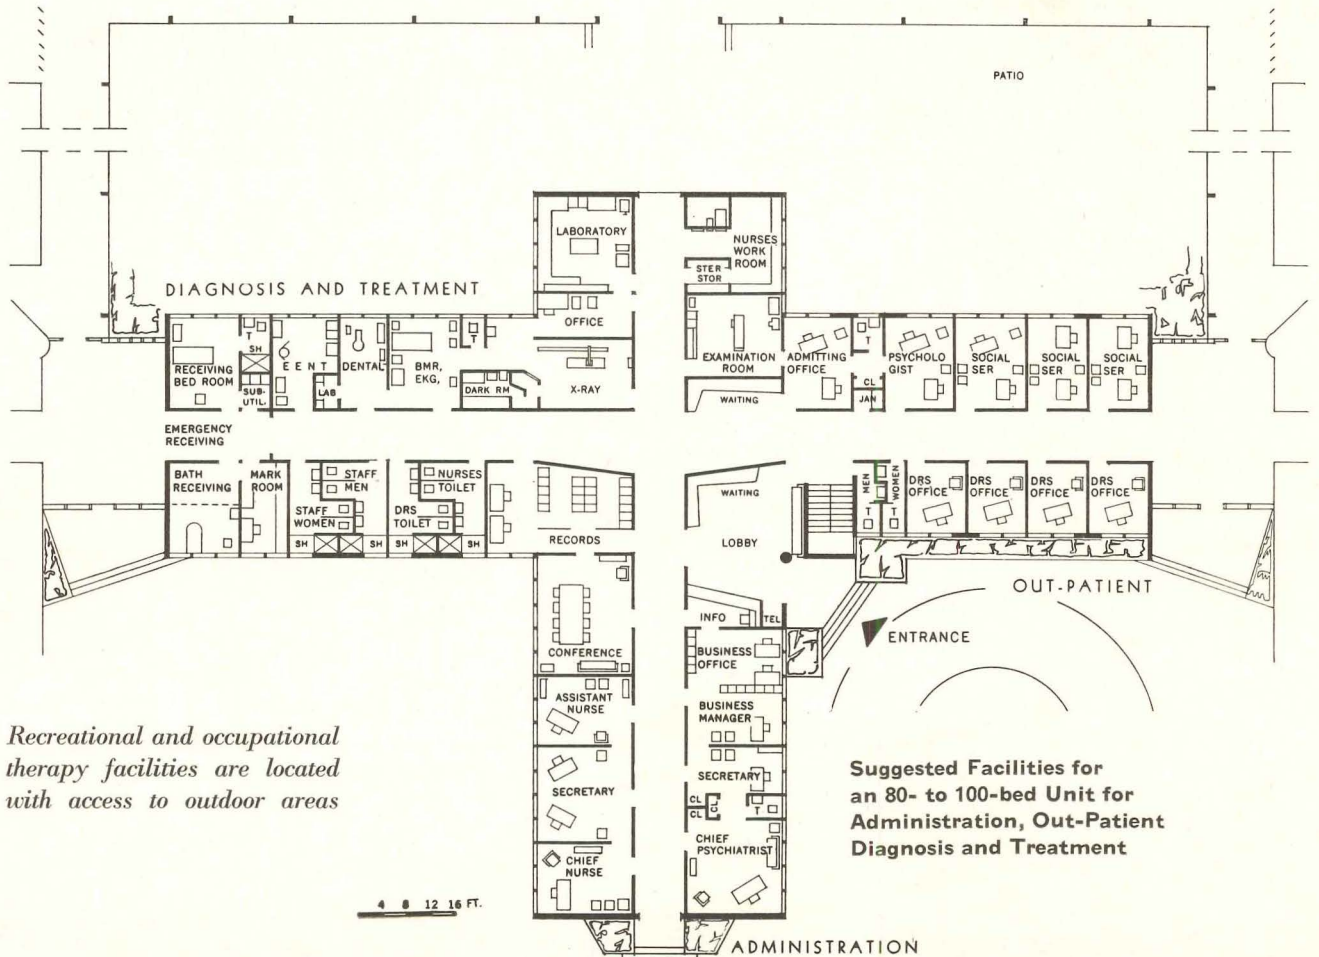 PATIO
LABORATORY
NURSES
WORK
ROOM
STER
STOR
DIAGNOSIS AND TREATMENT
OFFICE
T
SH
RECEIVING
BED ROOM
SUB-
UTIL.
E E N T
LAB
DENTAL
BMR,
EKG,
T
DARK RM
X-RAY
EXAMINATION
ROOM
WAITING
ADMITTING
OFFICE
T
CL
JAN
PSYCHOLO
GIST
SOCIAL
SER
SOCIAL
SER
SOCIAL
SER
EMERGENCY
RECEIVING
BATH
RECEIVING
MARK
ROOM
STAFF
MEN
STAFF
WOMEN
SH
SH
NURSES
TOILET
DRS
TOILET
SH
SH
RECORDS
WAITING
LOBBY
MEN
T
WOMEN
T
DRS
OFFICE
DRS
OFFICE
DRS
OFFICE
DRS
OFFICE
OUT-PATIENT
ENTRANCE
INFO
TEL
CONFERENCE
BUSINESS
OFFICE
ASSISTANT
NURSE
BUSINESS
MANAGER
SECRETARY
SECRETARY
CL
CL
CL
T
CHIEF
PSYCHIATRIST
CHIEF
NURSE
Recreational and occupational
therapy facilities are located
with access to outdoor areas
Suggested Facilities for
an 80- to 100-bed Unit for
Administration, Out-Patient
Diagnosis and Treatment
4 8 12 16 FT.
ADMINISTRATION